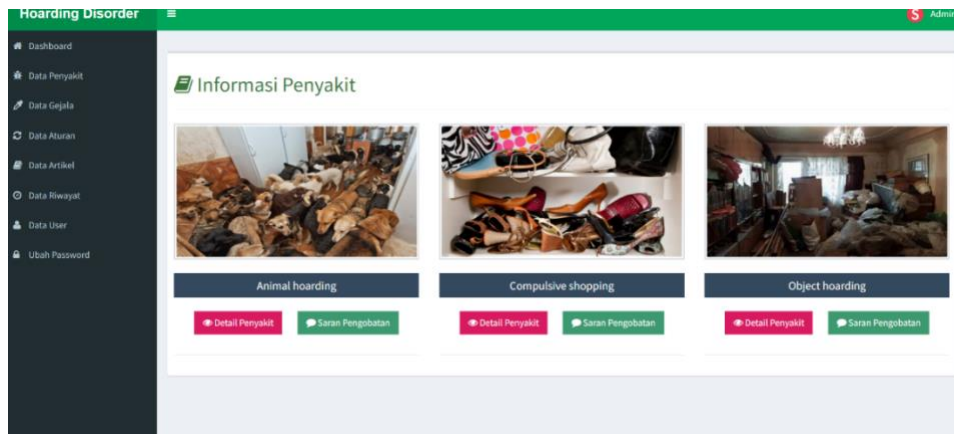 Hoarding Disorder
S Admin
Dashboard
Data Penyakit
Data Gejala
Data Aturan
Data Artikel
Data Riwayat
Data User
Ubah Password
Informasi Penyakit
Animal hoarding
Detail Penyakit Saran Pengobatan
Compulsive shopping
Detail Penyakit Saran Pengobatan
Object hoarding
Detail Penyakit Saran Pengobatan